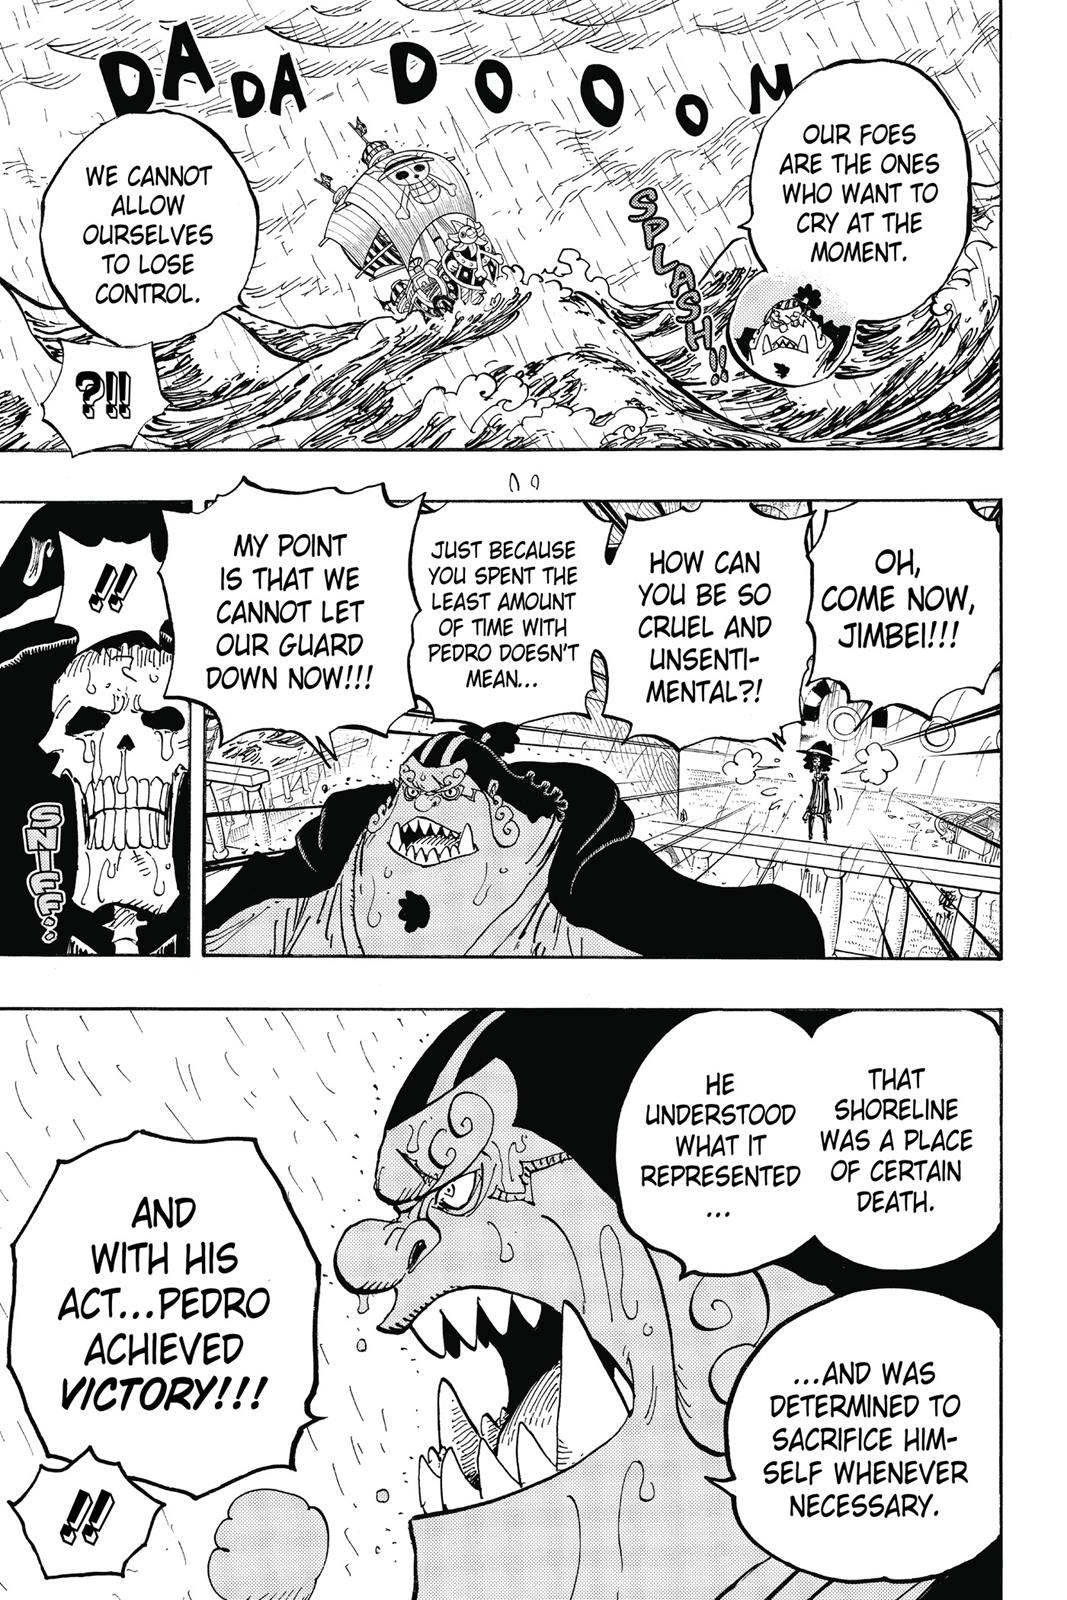 DADA DOOOM
OUR FOES
ARE THE ONES
WHO WANT TO
CRY AT THE
MOMENT.
SPLASH!!
WE CANNOT
ALLOW
OURSELVES
TO LOSE
CONTROL.
?!!
OH,
COME NOW,
JIMBEI!!!
HOW CAN
YOU BE SO
CRUEL AND
UNSENTI-
MENTAL?!
JUST BECAUSE
YOU SPENT THE
LEAST AMOUNT
OF TIME WITH
PEDRO DOESN'T
MEAN...
MY POINT
IS THAT WE
CANNOT LET
OUR GUARD
DOWN NOW!!!
!!
SNIFF..
THAT
SHORELINE
WAS A PLACE
OF CERTAIN
DEATH.
HE
UNDERSTOOD
WHAT IT
REPRESENTED
...
...AND WAS
DETERMINED TO
SACRIFICE HIM-
SELF WHENEVER
NECESSARY.
AND
WITH HIS
ACT...PEDRO
ACHIEVED
VICTORY!!!
!!